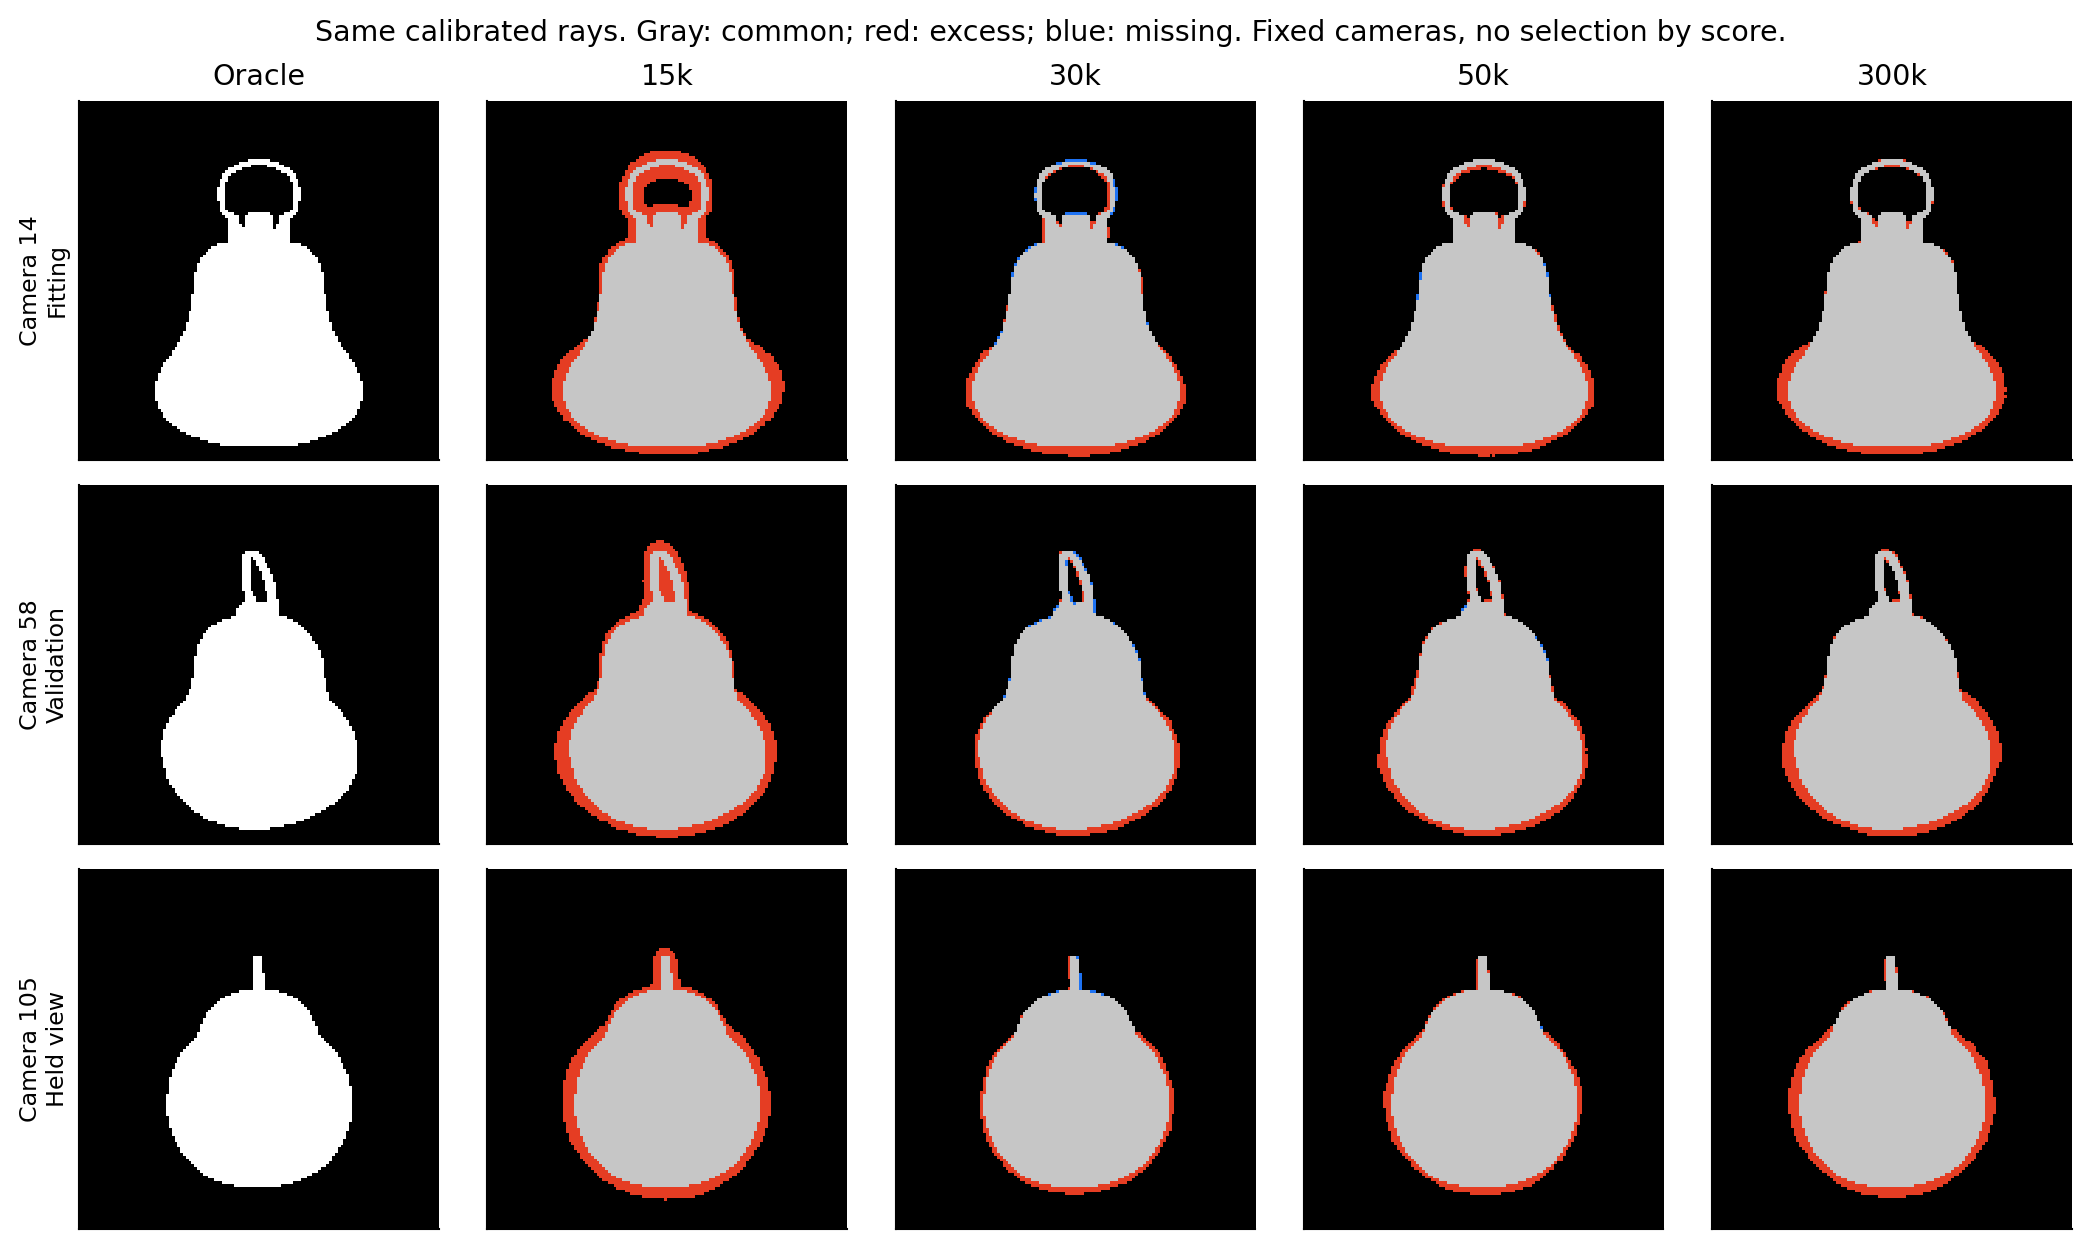 Same calibrated rays. Gray: common; red: excess; blue: missing. Fixed cameras, no selection by score.
Oracle
15k
30k
50k
300k
Camera 14
Fitting
Camera 58
Validation
Camera 105
Held view